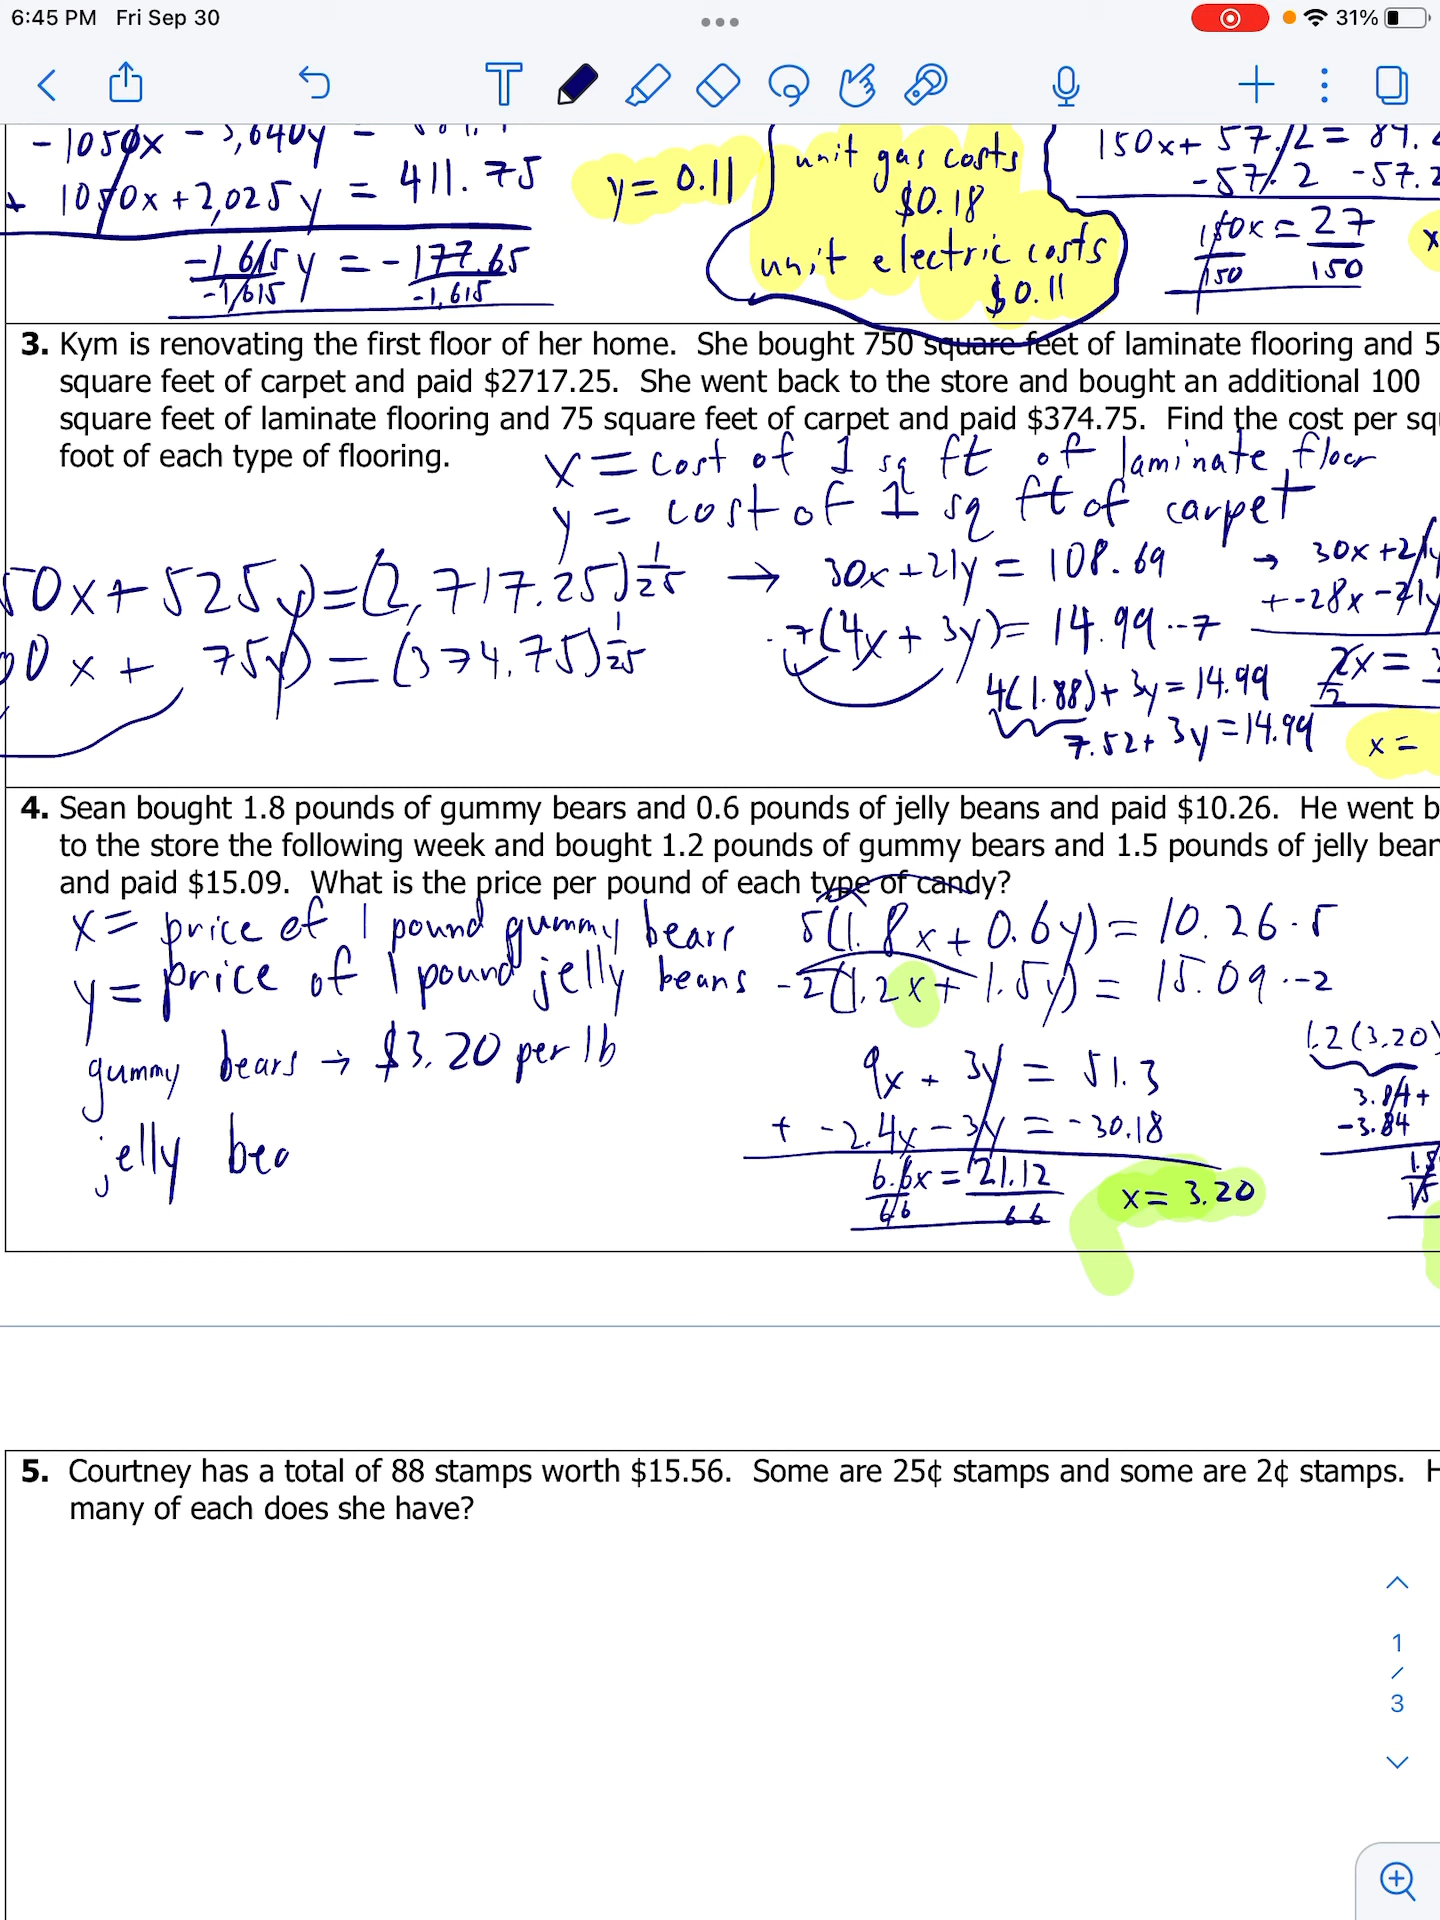 6:45 PM Fri Sep 30
31%
- 1050x - 3,640y =
+ 1050x + 2,025y = 411.75
-1615y = -177.65
-1615 -1,615
y = 0.11
unit gas costs
$0.18
unit electric costs
$0.11
150x + 57.12 =
-57.12 -57.
150x = 27
150 150
x
3. Kym is renovating the first floor of her home. She bought 750 square feet of laminate flooring and 5
square feet of carpet and paid $2717.25. She went back to the store and bought an additional 100
square feet of laminate flooring and 75 square feet of carpet and paid $374.75. Find the cost per sq
foot of each type of flooring.
x = cost of 1 sq ft of laminate floor
y = cost of 1 sq ft of carpet
50x + 525y) = (2,717.25) 1/25 → 30x + 21y = 108.69
00x + 75y) = (374.75) 1/25
-7(4x + 3y) = 14.99 · -7
→ 30x + 21y
+ -28x - 21y
2x =
2
4(1.88) + 3y = 14.99
7.52 + 3y = 14.99
x =
4. Sean bought 1.8 pounds of gummy bears and 0.6 pounds of jelly beans and paid $10.26. He went b
to the store the following week and bought 1.2 pounds of gummy bears and 1.5 pounds of jelly bear
and paid $15.09. What is the price per pound of each type of candy?
x = price of 1 pound gummy bears
y = price of 1 pound jelly beans
5(1.8x + 0.6y) = 10.26 · 5
-2(1.2x + 1.5y) = 15.09 · -2
gummy bears → $3.20 per lb
jelly bea
9x + 3y = 51.3
+ -2.4x - 3y = -30.18
6.6x = 21.12
6.6 6.6
x = 3.20
1.2(3.20)
3.84 +
-3.84
1.5
1.5
5. Courtney has a total of 88 stamps worth $15.56. Some are 25¢ stamps and some are 2¢ stamps. H
many of each does she have?
1
/
3